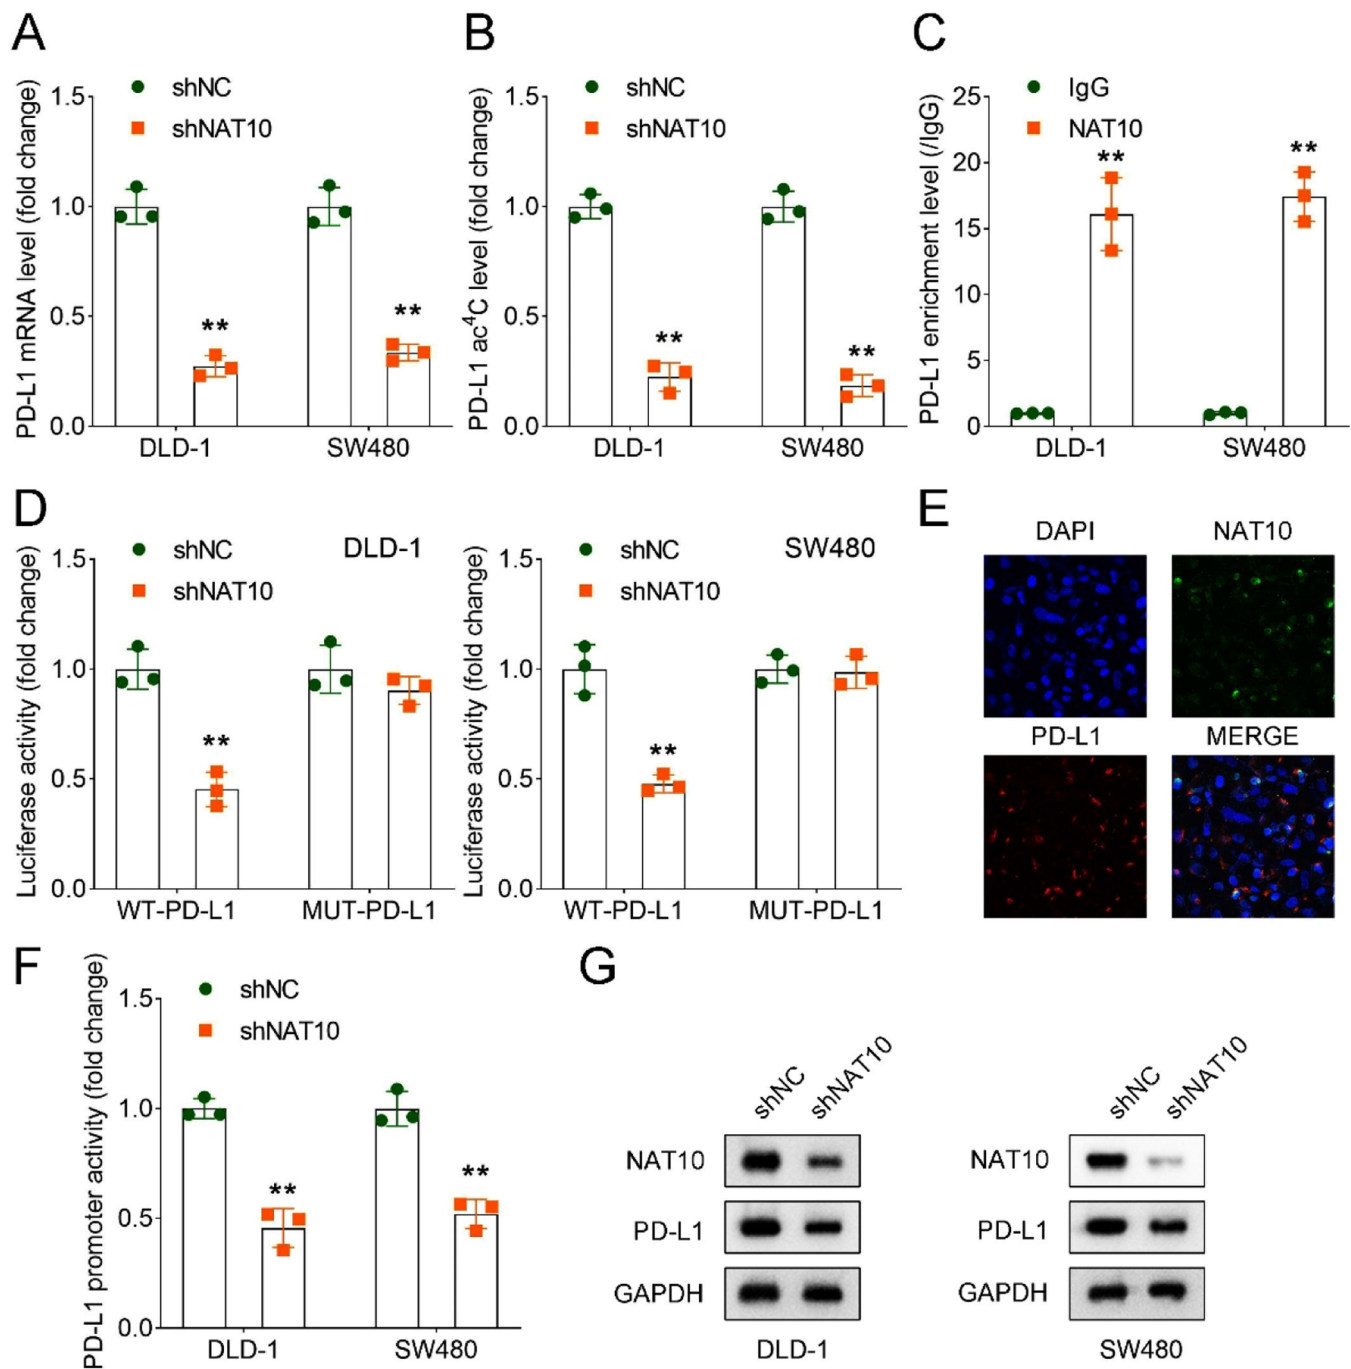 A
PD-L1 mRNA level (fold change)
shNC
shNAT10
1.5
1.0
0.5
0.0
**
**
DLD-1
SW480
B
PD-L1 ac⁴C level (fold change)
shNC
shNAT10
1.5
1.0
0.5
0.0
**
**
DLD-1
SW480
C
PD-L1 enrichment level (/IgG)
IgG
NAT10
25
20
15
10
5
0
**
**
DLD-1
SW480
D
Luciferase activity (fold change)
shNC
shNAT10
DLD-1
1.5
1.0
0.5
0.0
**
WT-PD-L1
MUT-PD-L1
Luciferase activity (fold change)
shNC
shNAT10
SW480
1.5
1.0
0.5
0.0
**
WT-PD-L1
MUT-PD-L1
E
DAPI
NAT10
PD-L1
MERGE
F
PD-L1 promoter activity (fold change)
shNC
shNAT10
1.5
1.0
0.5
0.0
**
**
DLD-1
SW480
G
shNC
shNAT10
NAT10
PD-L1
GAPDH
DLD-1
shNC
shNAT10
NAT10
PD-L1
GAPDH
SW480